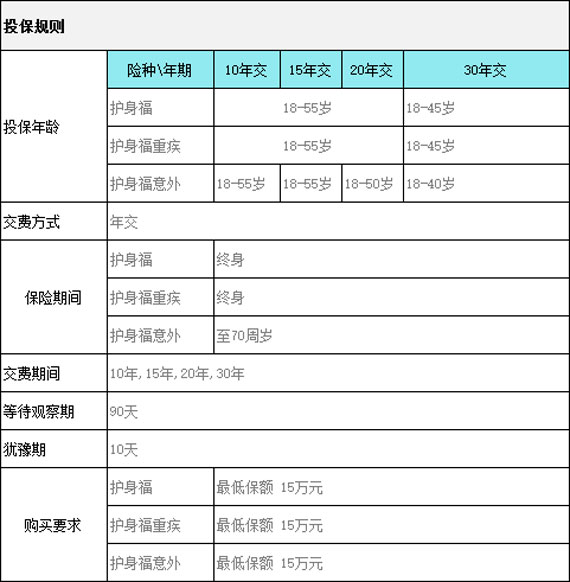 投保规则
险种\年期 10年交 15年交 20年交 30年交
投保年龄
护身福 18-55岁 18-45岁
护身福重疾 18-55岁 18-45岁
护身福意外 18-55岁 18-55岁 18-50岁 18-40岁
交费方式 年交
保险期间
护身福 终身
护身福重疾 终身
护身福意外 至70周岁
交费期间 10年,15年,20年,30年
等待观察期 90天
犹豫期 10天
购买要求
护身福 最低保额 15万元
护身福重疾 最低保额 15万元
护身福意外 最低保额 15万元